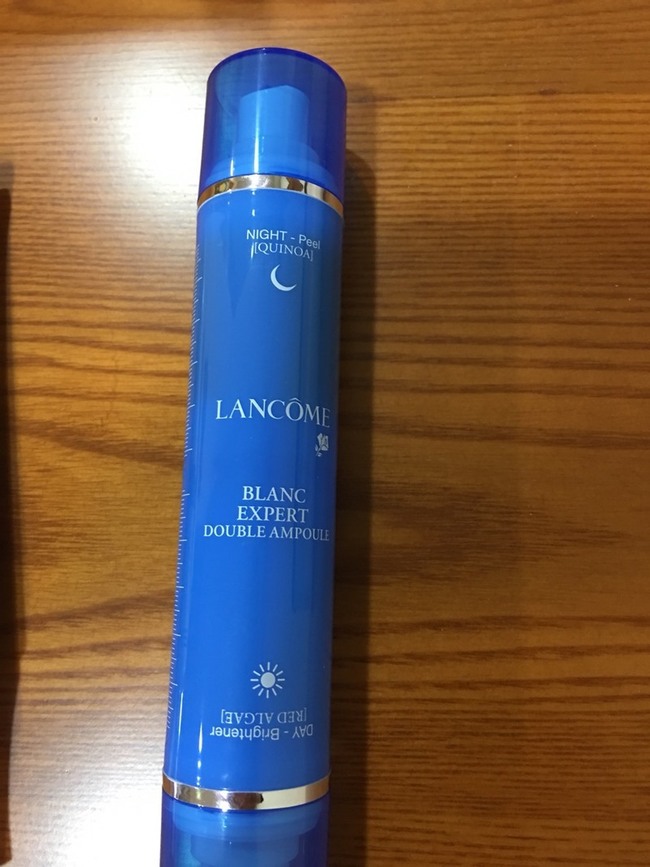 NIGHT - Peel
[QUINOA]
LANCÔME
BLANC
EXPERT
DOUBLE AMPOULE
DAY - Brightener
[RED ALGAE]